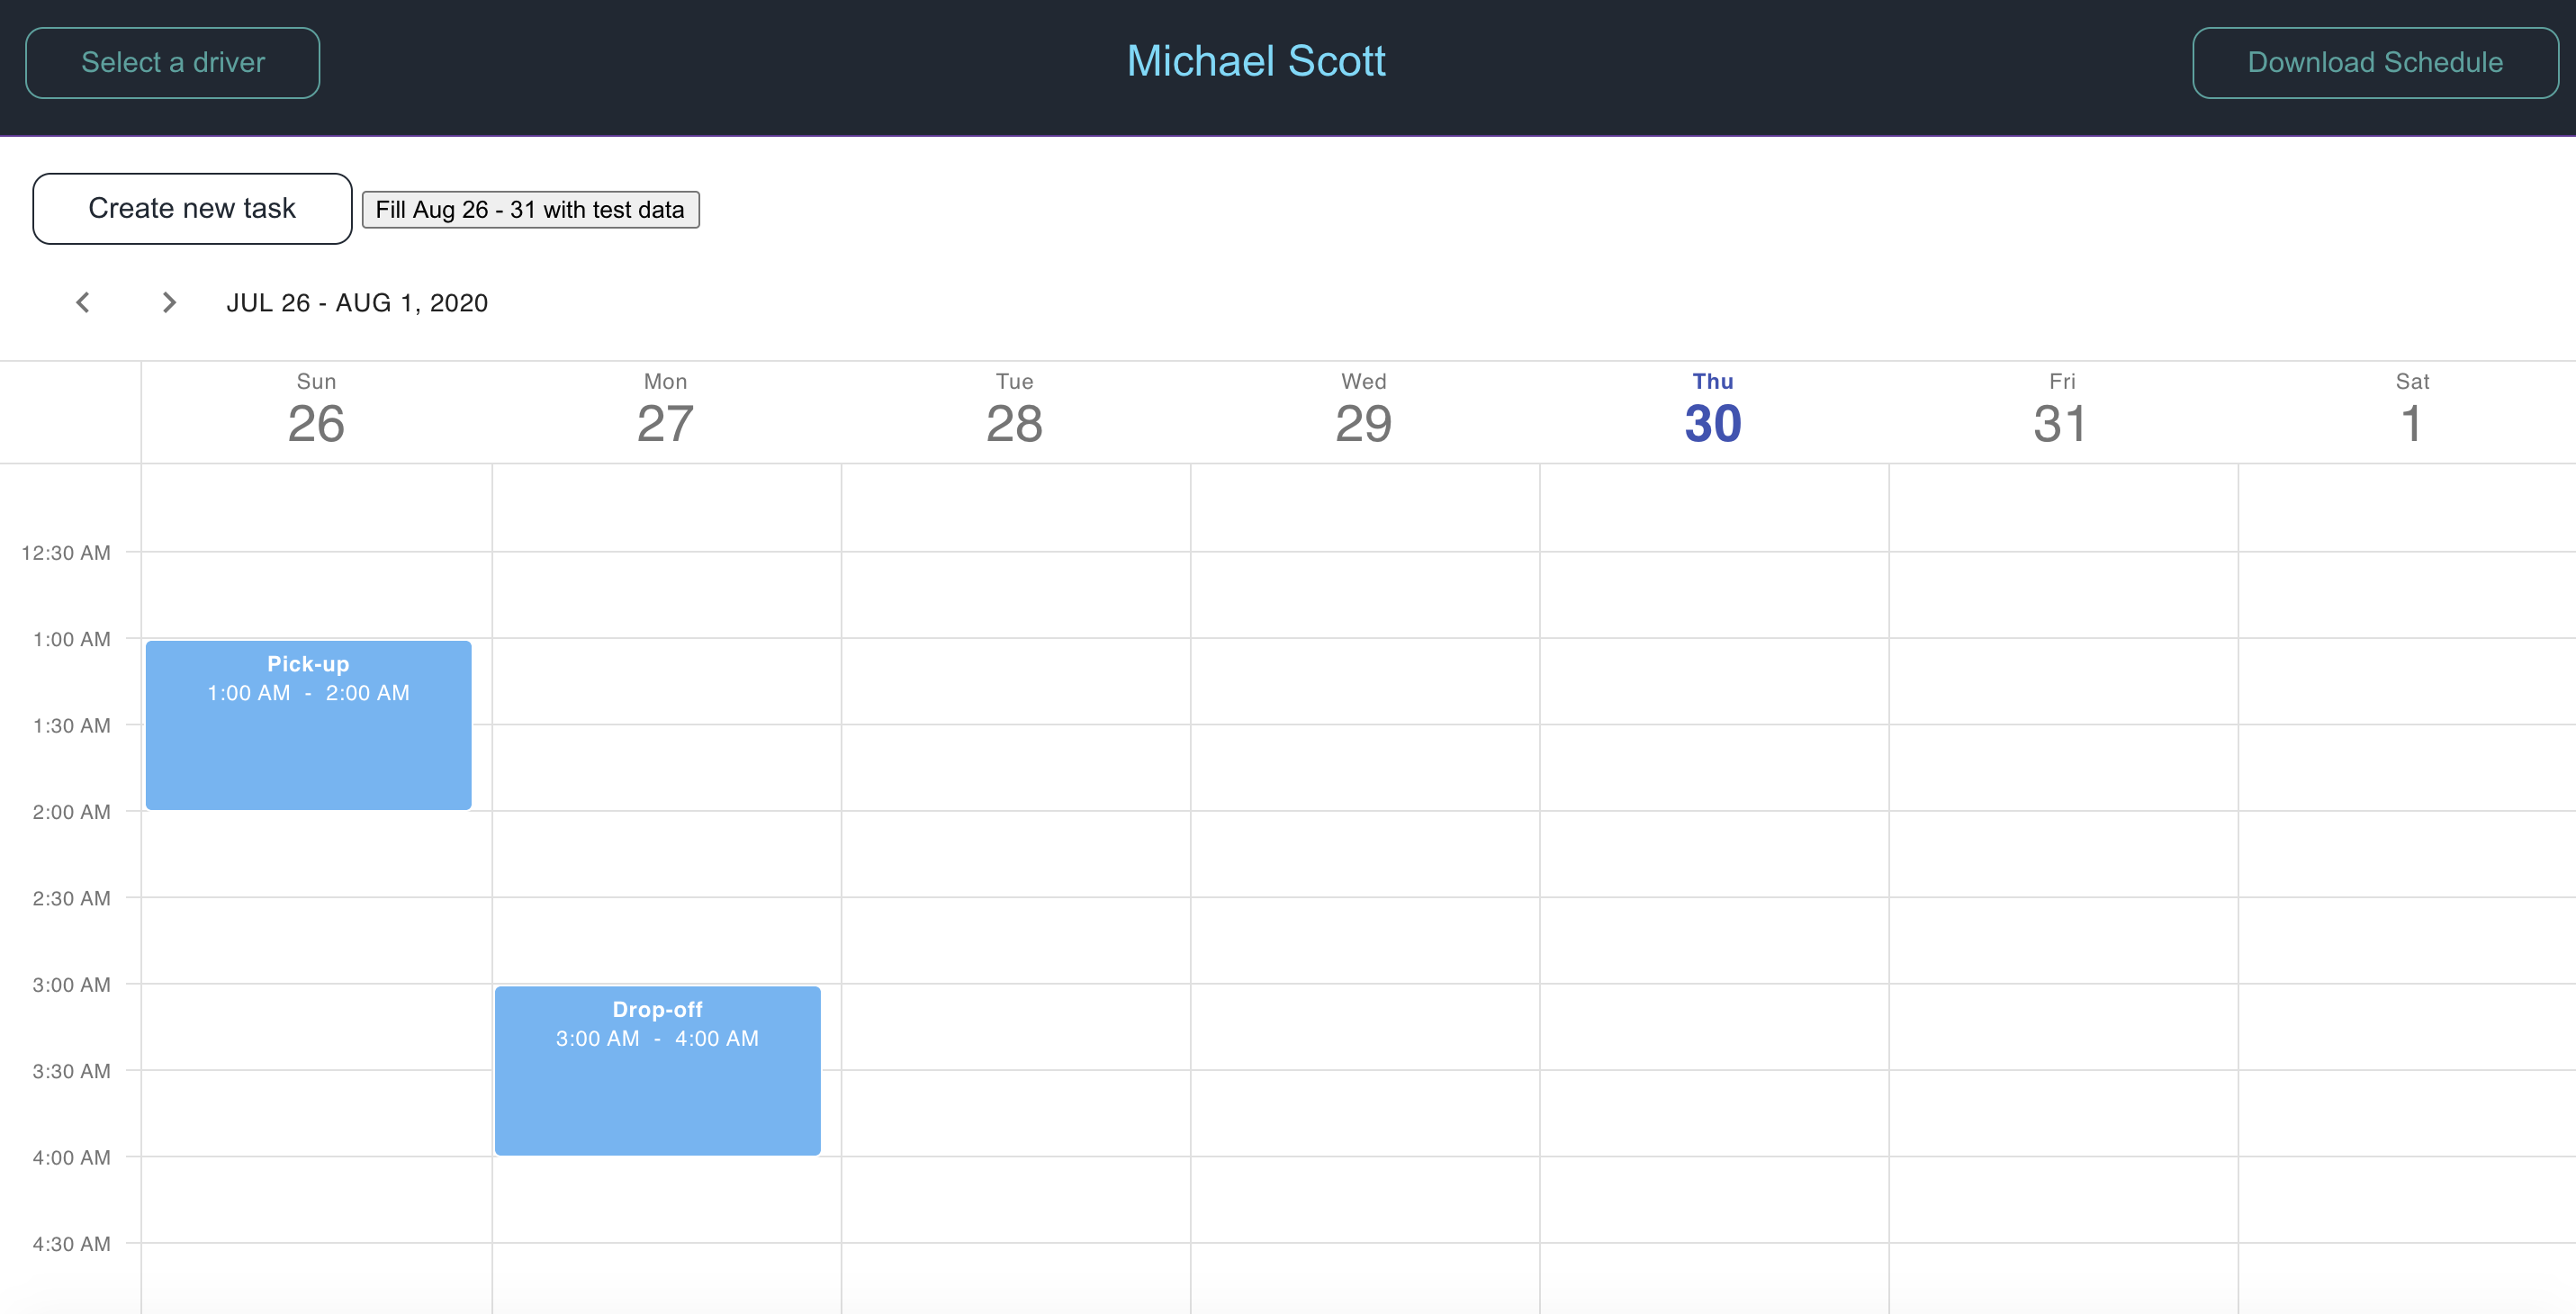 Select a driver
Michael Scott
Download Schedule
Create new task
Fill Aug 26 - 31 with test data
JUL 26 - AUG 1, 2020
Sun
Mon
Tue
Wed
Thu
Fri
Sat
26
27
28
29
30
31
1
12:30 AM
1:00 AM
Pick-up
1:00 AM - 2:00 AM
1:30 AM
2:00 AM
2:30 AM
3:00 AM
Drop-off
3:00 AM - 4:00 AM
3:30 AM
4:00 AM
4:30 AM